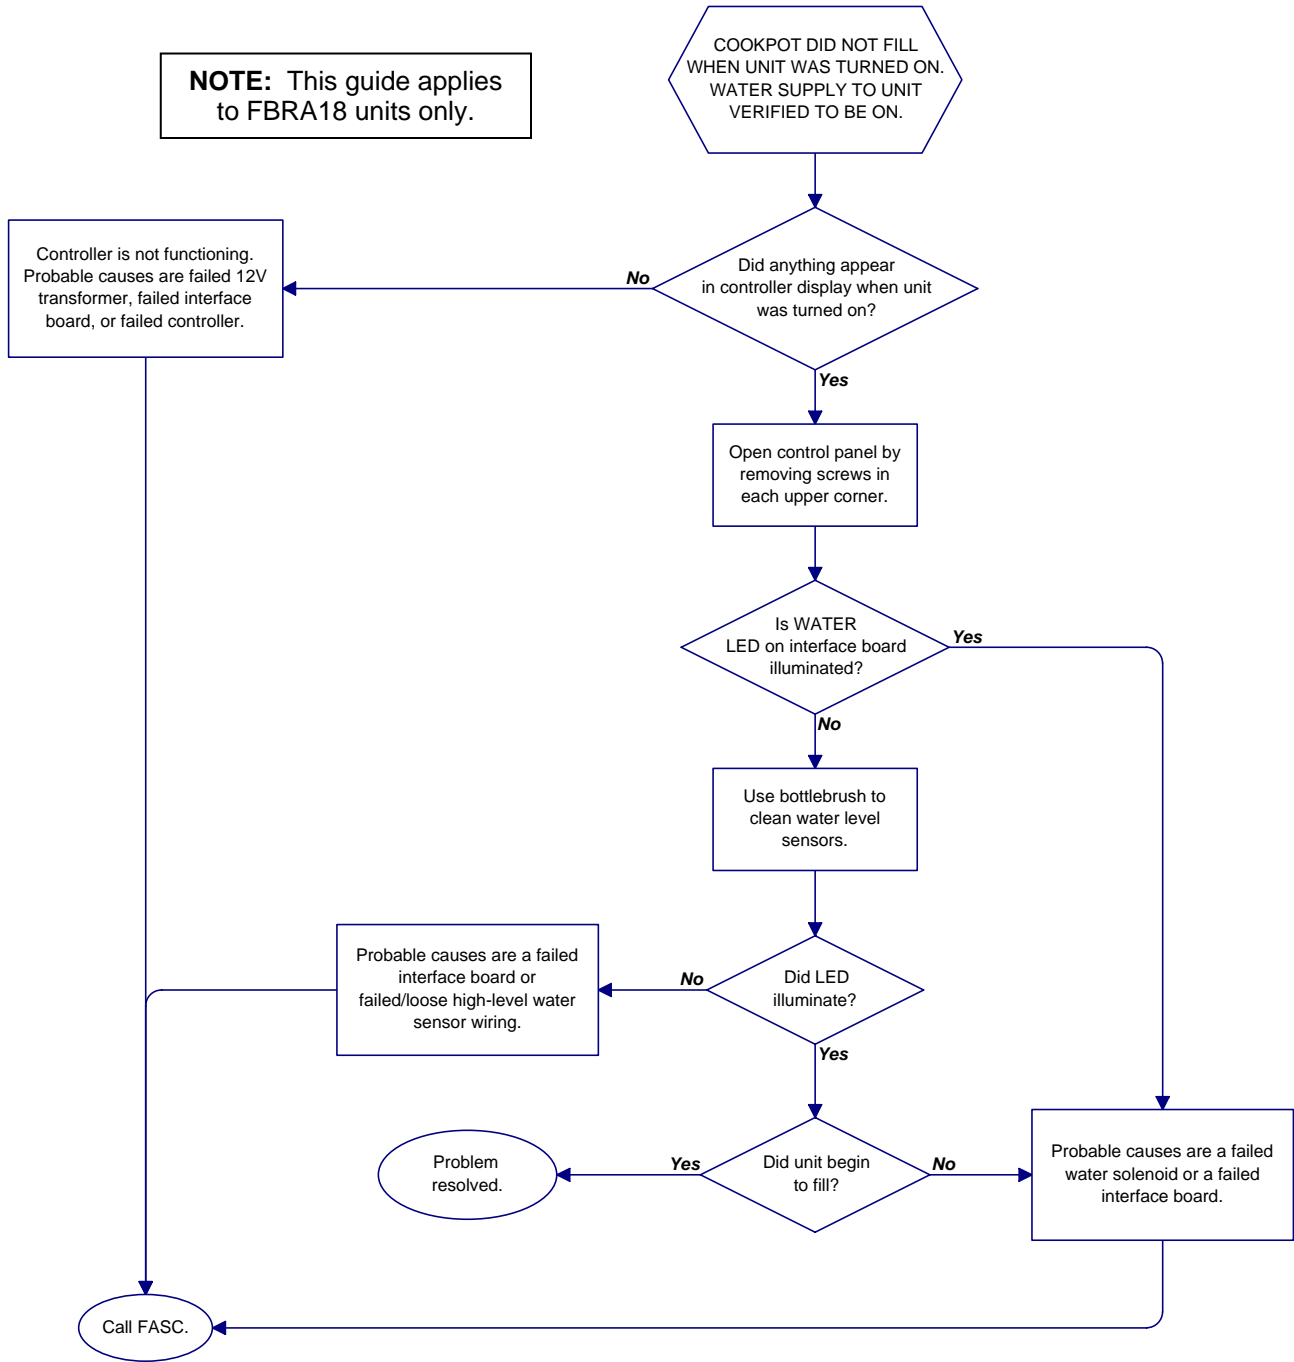 NOTE: This guide applies
to FBRA18 units only.
COOKPOT DID NOT FILL
WHEN UNIT WAS TURNED ON.
WATER SUPPLY TO UNIT
VERIFIED TO BE ON.
Controller is not functioning.
Probable causes are failed 12V
transformer, failed interface
board, or failed controller.
No
Did anything appear
in controller display when unit
was turned on?
Yes
Open control panel by
removing screws in
each upper corner.
Is WATER
LED on interface board
illuminated?
Yes
No
Use bottlebrush to
clean water level
sensors.
Probable causes are a failed
interface board or
failed/loose high-level water
sensor wiring.
No
Did LED
illuminate?
Yes
Problem
resolved.
Yes
Did unit begin
to fill?
No
Probable causes are a failed
water solenoid or a failed
interface board.
Call FASC.